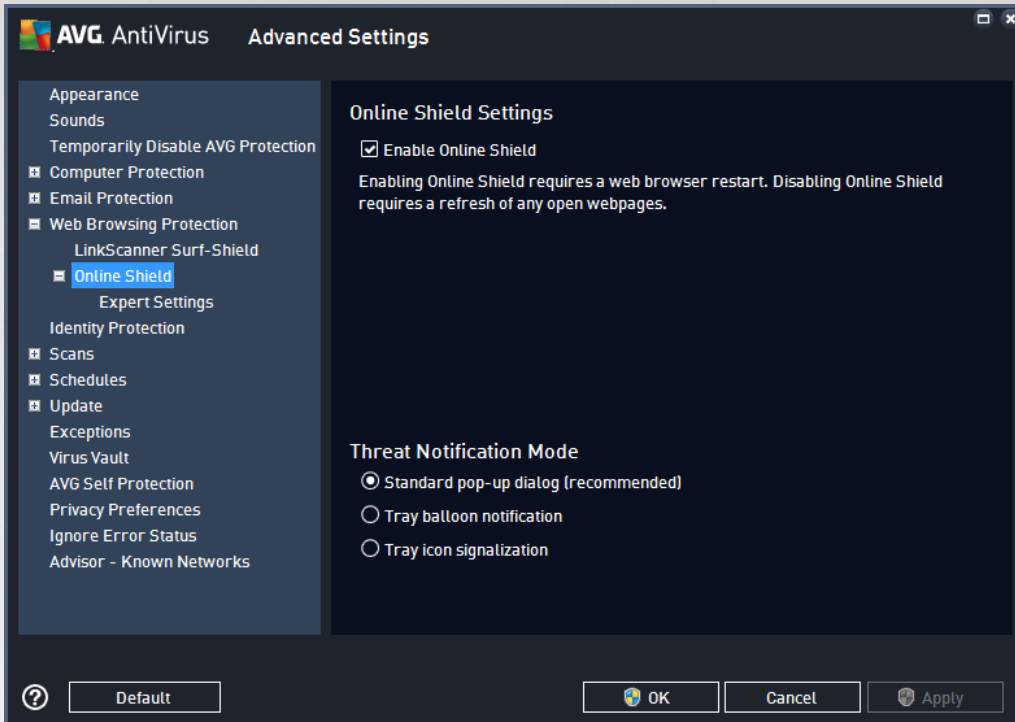 AVG. AntiVirus
Advanced Settings
Appearance
Sounds
Temporarily Disable AVG Protection
Computer Protection
Email Protection
Web Browsing Protection
LinkScanner Surf-Shield
Online Shield
Expert Settings
Identity Protection
Scans
Schedules
Update
Exceptions
Virus Vault
AVG Self Protection
Privacy Preferences
Ignore Error Status
Advisor - Known Networks
Online Shield Settings
Enable Online Shield
Enabling Online Shield requires a web browser restart. Disabling Online Shield
requires a refresh of any open webpages.
Threat Notification Mode
Standard pop-up dialog (recommended)
Tray balloon notification
Tray icon signalization
?
Default
OK
Cancel
Apply